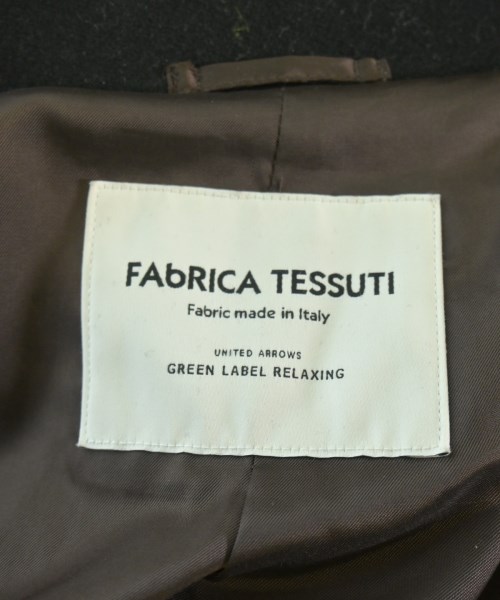 FAbRICA TESSUTI
Fabric made in Italy
UNITED ARROWS
GREEN LABEL RELAXING